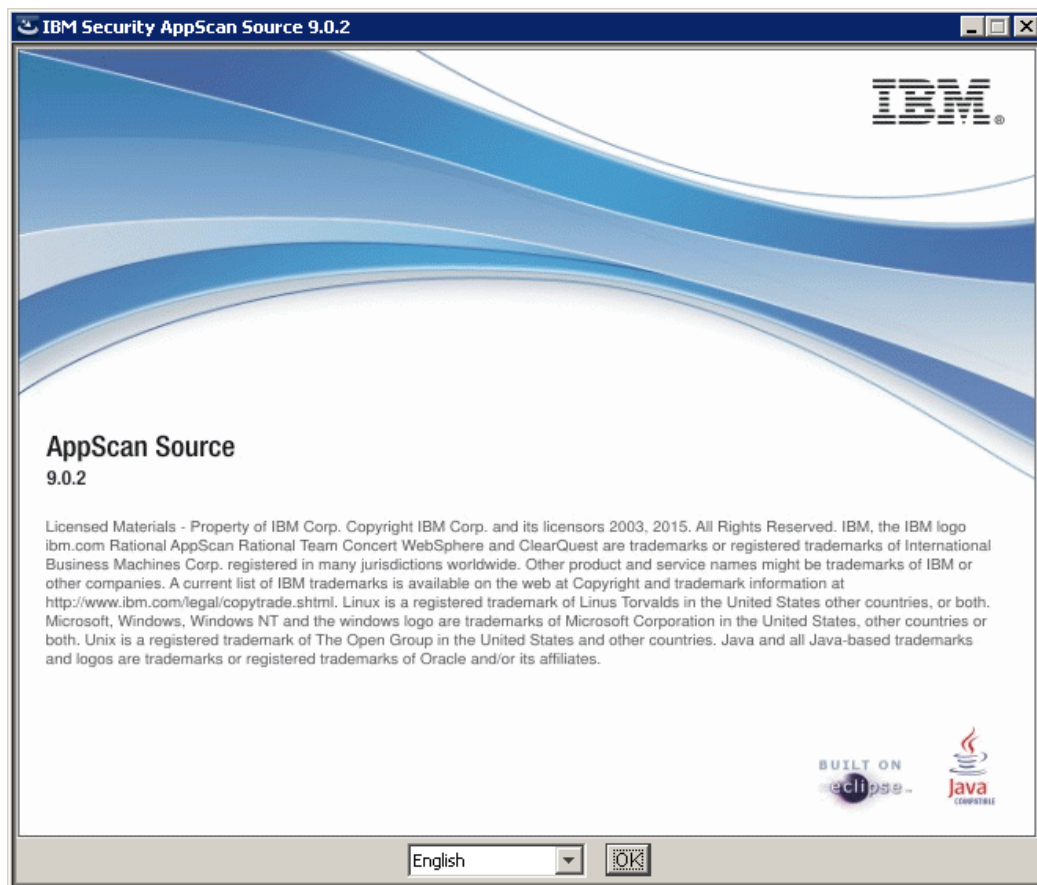 IBM Security AppScan Source 9.0.2
IBM®
AppScan Source
9.0.2
Licensed Materials - Property of IBM Corp. Copyright IBM Corp. and its licensors 2003, 2015. All Rights Reserved. IBM, the IBM logo
ibm.com Rational AppScan Rational Team Concert WebSphere and ClearQuest are trademarks or registered trademarks of International
Business Machines Corp. registered in many jurisdictions worldwide. Other product and service names might be trademarks of IBM or
other companies. A current list of IBM trademarks is available on the web at Copyright and trademark information at
http://www.ibm.com/legal/copytrade.shtml. Linux is a registered trademark of Linus Torvalds in the United States other countries, or both.
Microsoft, Windows, Windows NT and the windows logo are trademarks of Microsoft Corporation in the United States, other countries or
both. Unix is a registered trademark of The Open Group in the United States and other countries. Java and all Java-based trademarks
and logos are trademarks or registered trademarks of Oracle and/or its affiliates.
BUILT ON
eclipse™
Java
COMPATIBLE
English
OK